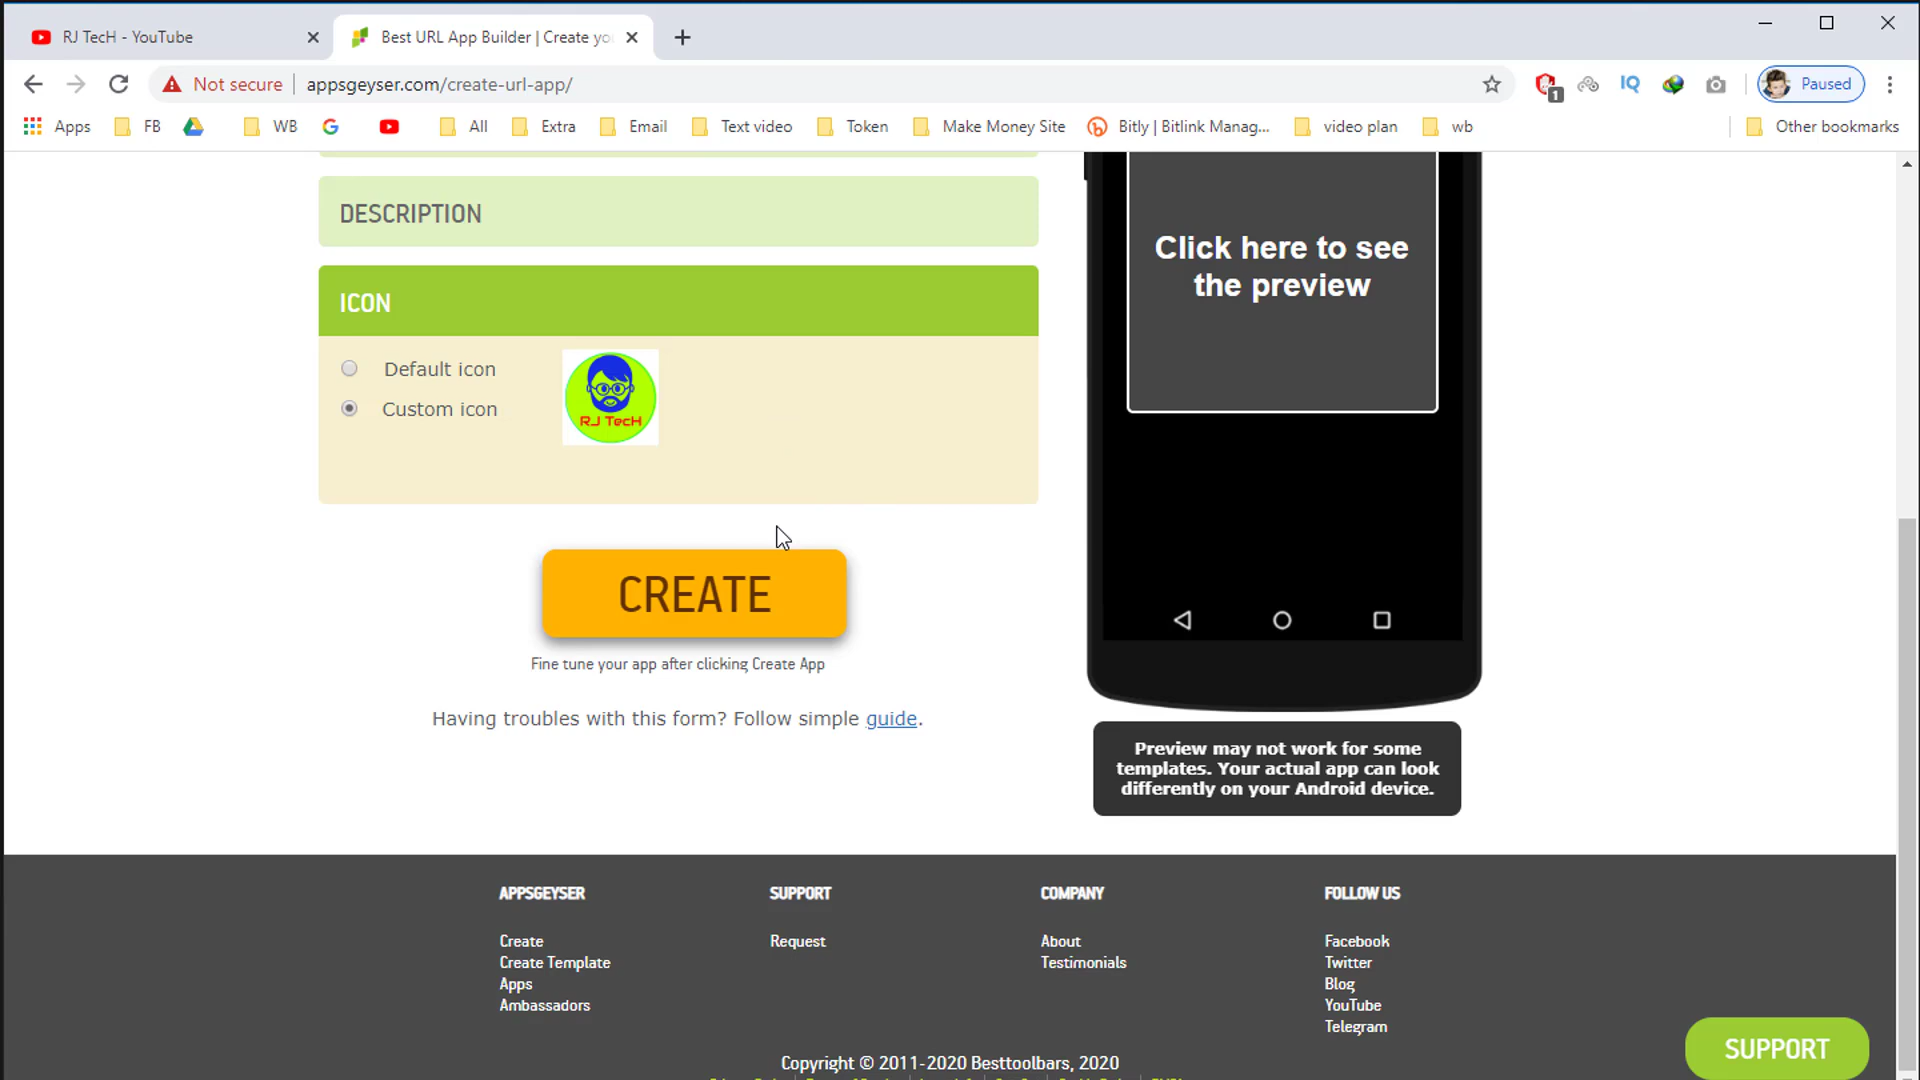 RJ TecH - YouTube
Best URL App Builder | Create yo
Not secure
appsgeyser.com/create-url-app/
1
IQ
Paused
Apps
FB
WB
All
Extra
Email
Text video
Token
Make Money Site
Bitly | Bitlink Manag...
video plan
wb
Other bookmarks
DESCRIPTION
ICON
Default icon
Custom icon
RJ TecH
CREATE
Fine tune your app after clicking Create App
Having troubles with this form? Follow simple guide.
Click here to see
the preview
Preview may not work for some
templates. Your actual app can look
differently on your Android device.
APPSGEYSER
Create
Create Template
Apps
Ambassadors
SUPPORT
Request
COMPANY
About
Testimonials
FOLLOW US
Facebook
Twitter
Blog
YouTube
Telegram
SUPPORT
Copyright © 2011-2020 Besttoolbars, 2020